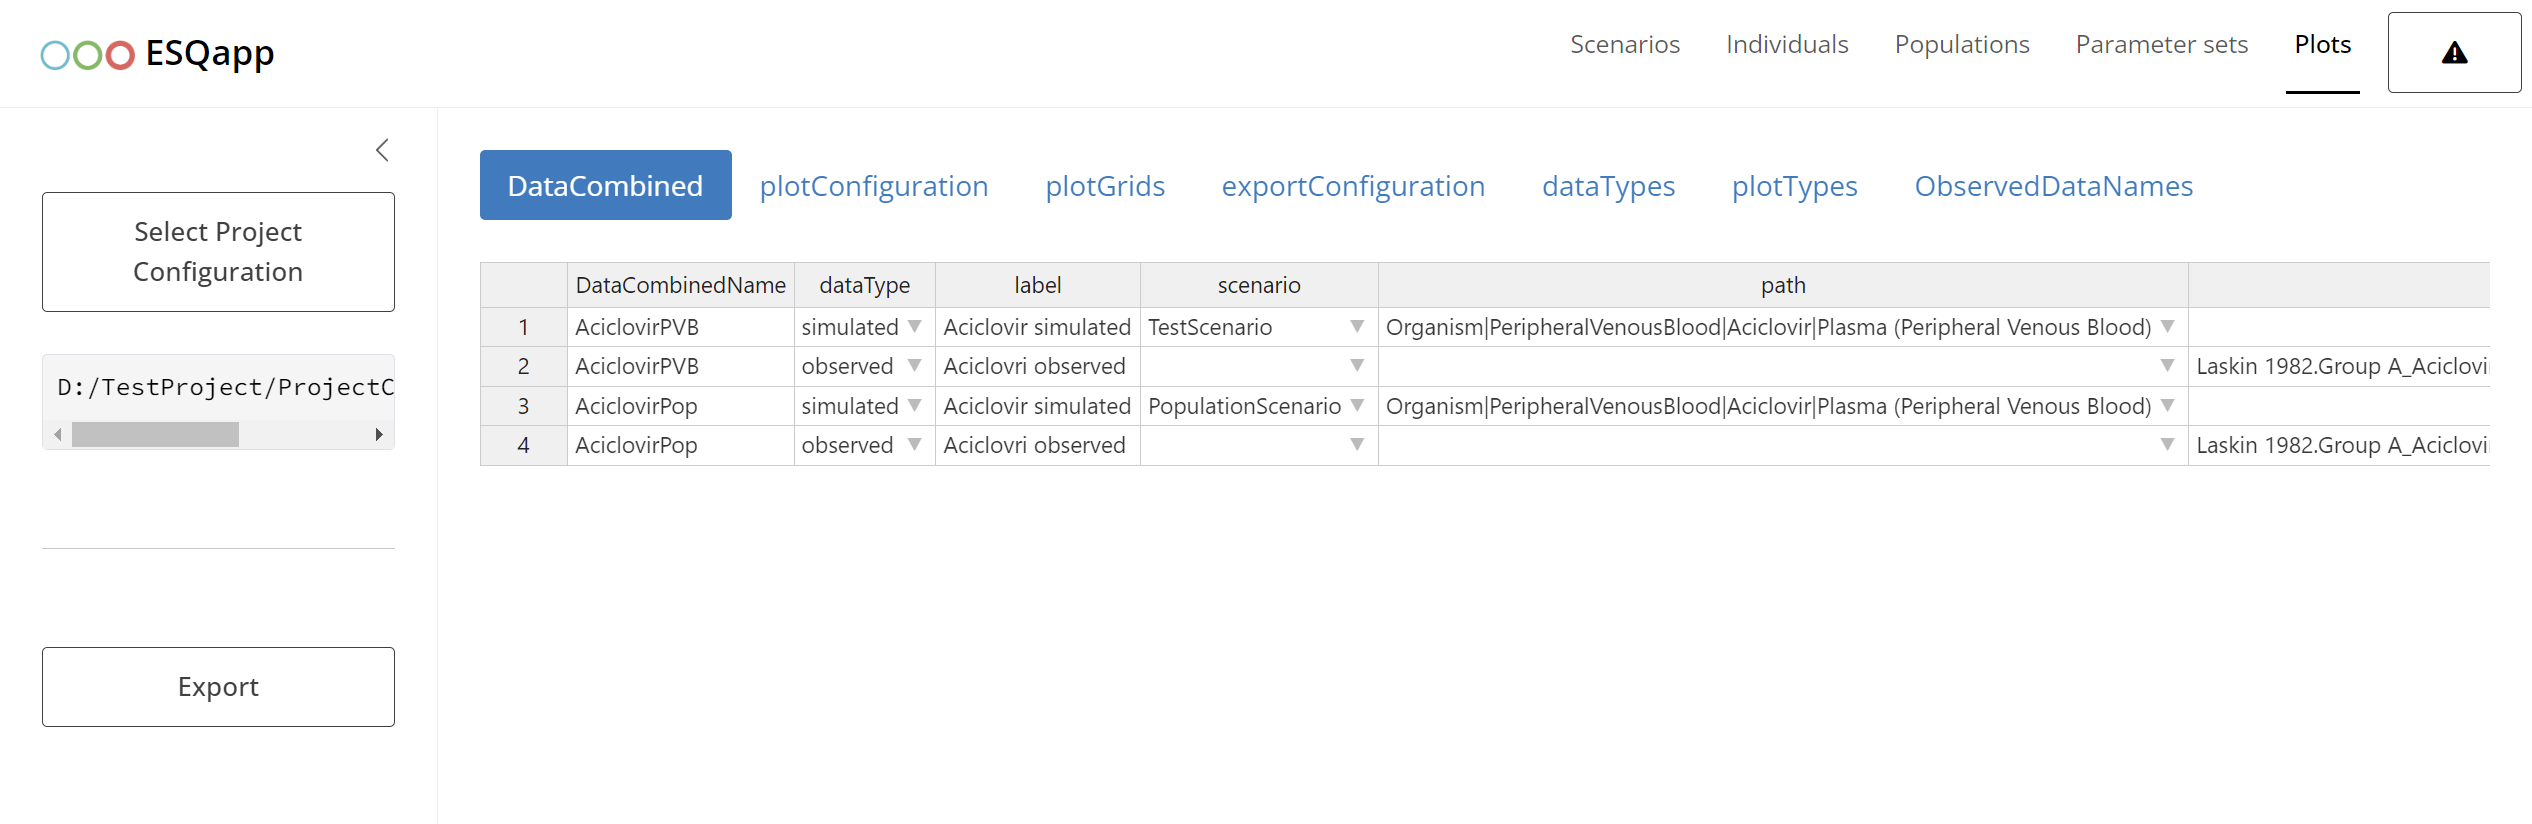 ESQapp
Scenarios Individuals Populations Parameter sets Plots
Select Project
Configuration
D:/TestProject/ProjectC
Export
DataCombined plotConfiguration plotGrids exportConfiguration dataTypes plotTypes ObservedDataNames
DataCombinedName dataType label scenario path
1 AciclovirPVB simulated Aciclovir simulated TestScenario Organism|PeripheralVenousBlood|Aciclovir|Plasma (Peripheral Venous Blood)
2 AciclovirPVB observed Aciclovri observed Laskin 1982.Group A_Aciclovi
3 AciclovirPop simulated Aciclovir simulated PopulationScenario Organism|PeripheralVenousBlood|Aciclovir|Plasma (Peripheral Venous Blood)
4 AciclovirPop observed Aciclovri observed Laskin 1982.Group A_Aciclovi